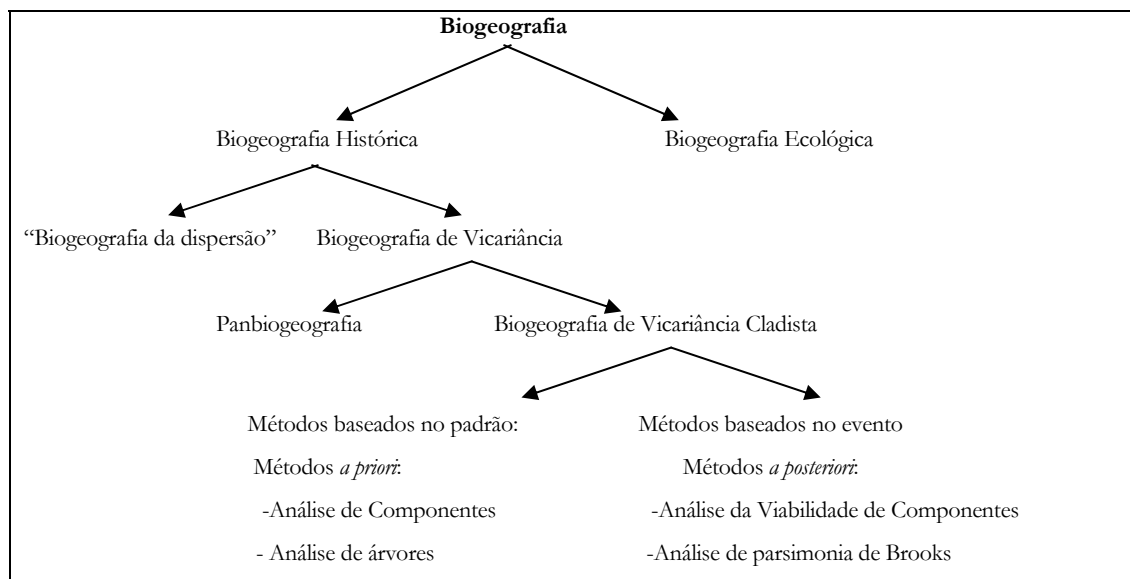 Biogeografia
Biogeografia Histórica
Biogeografia Ecológica
“Biogeografia da dispersão”
Biogeografia de Vicariância
Panbiogeografia
Biogeografia de Vicariância Cladista
Métodos baseados no padrão:
Métodos a priori:
-Análise de Componentes
- Análise de árvores
Métodos baseados no evento
Métodos a posteriori:
-Análise da Viabilidade de Componentes
-Análise de parsimonia de Brooks